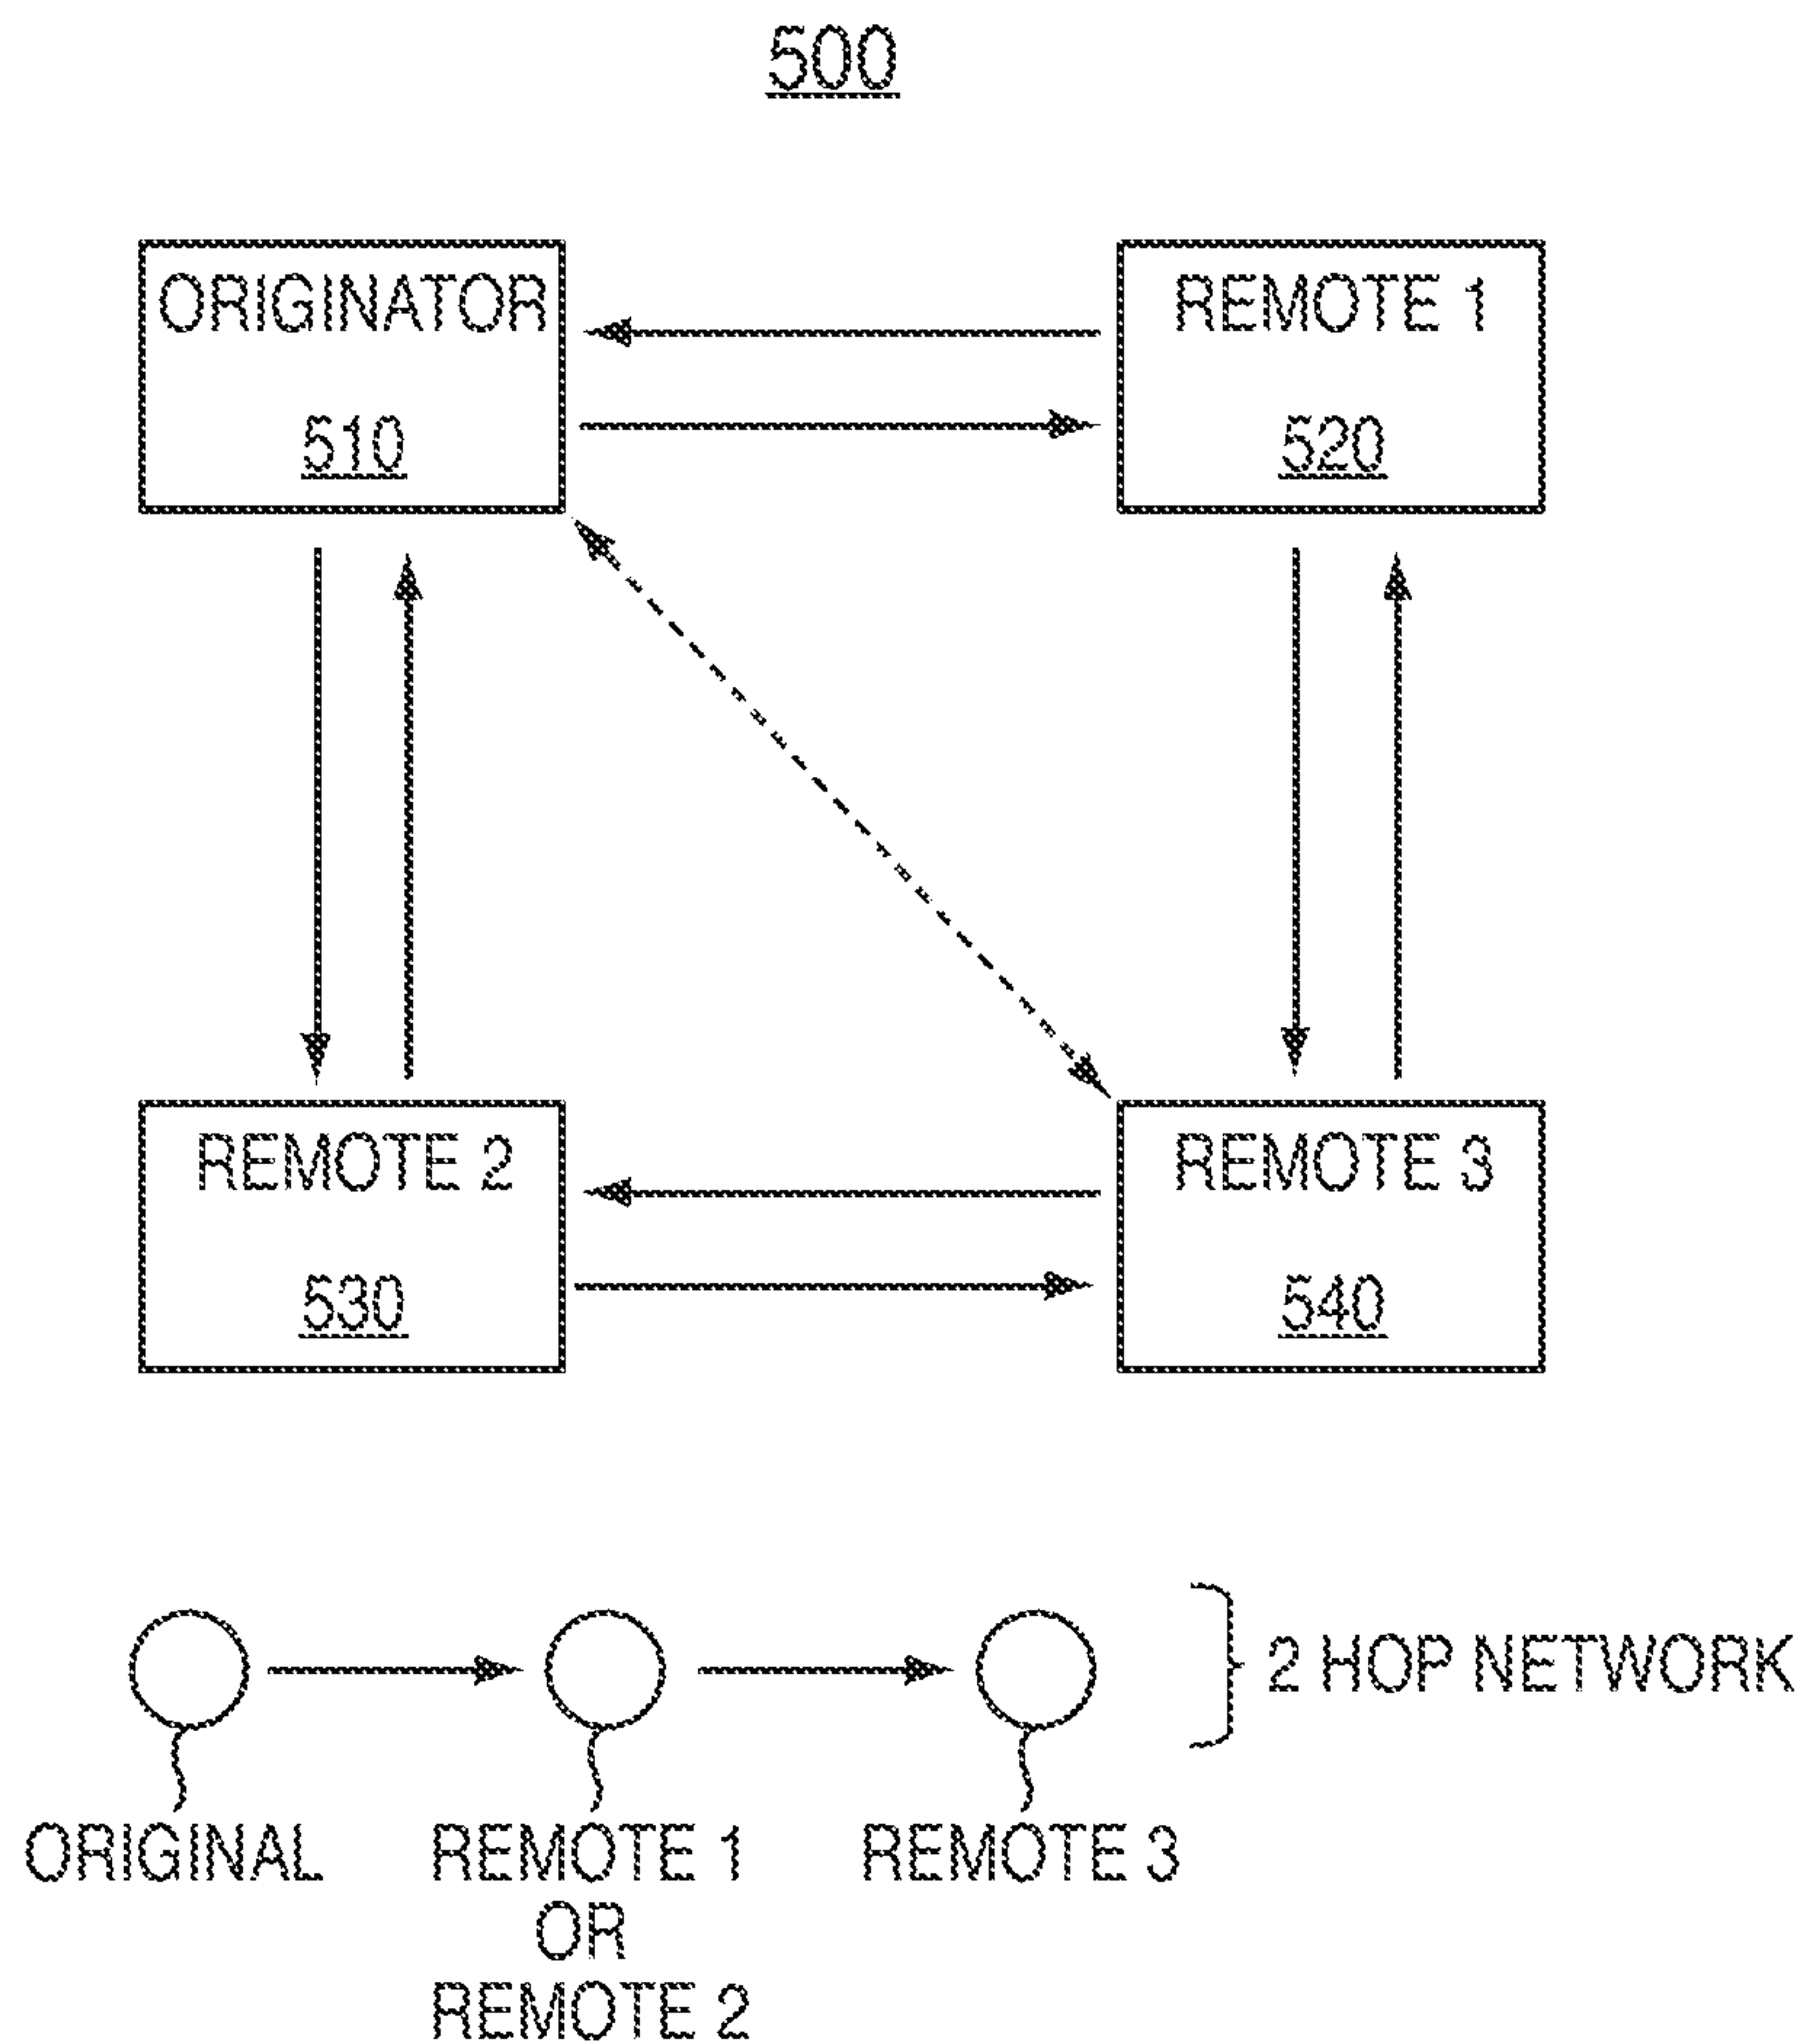 500
ORIGINATOR
510
REMOTE 1
520
REMOTE 2
530
REMOTE 3
540
2 HOP NETWORK
ORIGINAL
REMOTE 1
OR
REMOTE 2
REMOTE 3